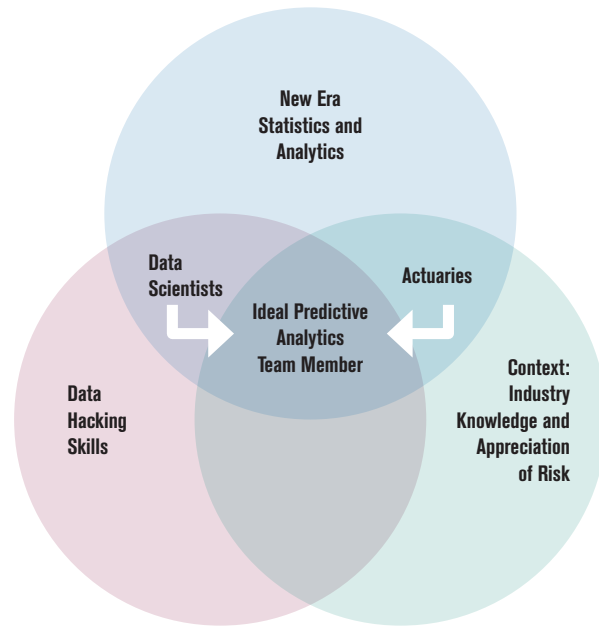 New Era
Statistics and
Analytics
Data
Scientists
Actuaries
Ideal Predictive
Analytics
Team Member
Data
Hacking
Skills
Context:
Industry
Knowledge and
Appreciation
of Risk